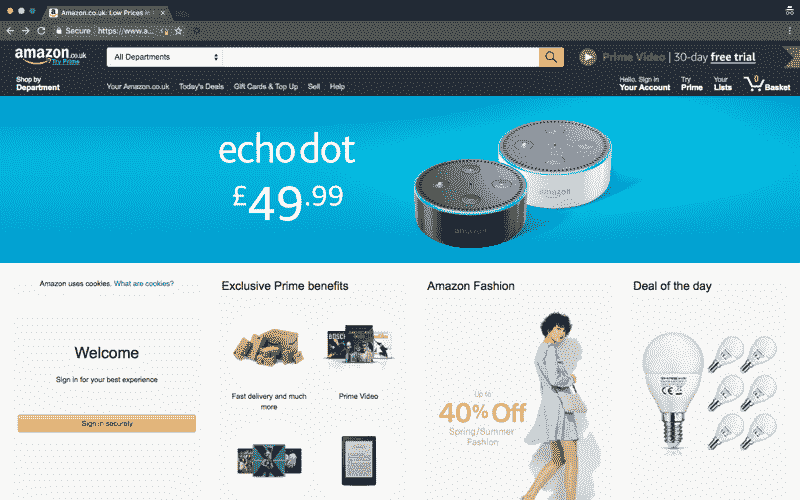 Amazon.co.uk: Low Prices in
Secure https://www.a...
amazon.co.uk
Try Prime
All Departments
Prime Video | 30-day free trial
Shop by
Department
Your Amazon.co.uk Today's Deals Gift Cards & Top Up Sell Help
Hello. Sign in
Your Account
Try
Prime
Your
Lists
0
Basket
echo dot
£49.99
amazon
amazon
Amazon uses cookies. What are cookies?
Welcome
Sign in for your best experience
Sign in securely
Exclusive Prime benefits
BOSCH
Fast delivery and much
more
Prime Video
Amazon Fashion
Up to
40% Off
Spring/Summer
Fashion
Deal of the day
CE